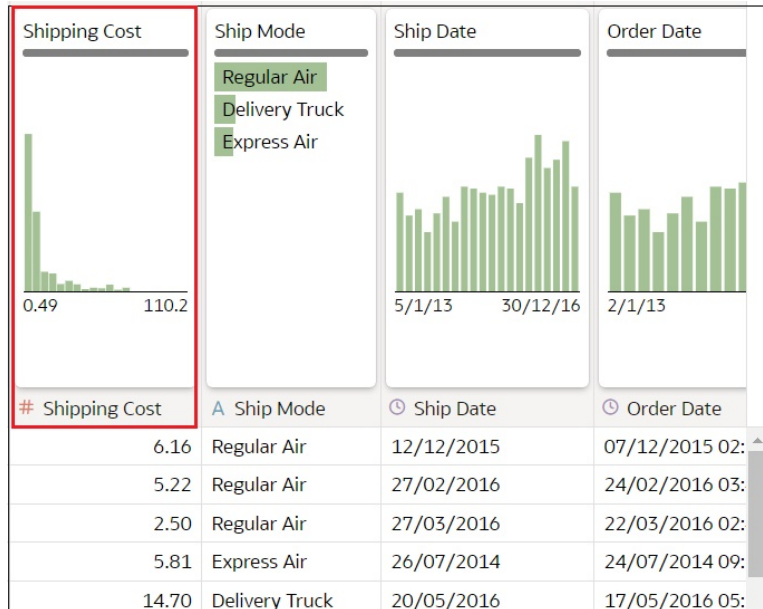 Shipping Cost Ship Mode Ship Date Order Date
Regular Air
Delivery Truck
Express Air
0.49 110.2 5/1/13 30/12/16 2/1/13
# Shipping Cost A Ship Mode Ship Date Order Date
6.16 Regular Air 12/12/2015 07/12/2015 02:
5.22 Regular Air 27/02/2016 24/02/2016 03:
2.50 Regular Air 27/03/2016 22/03/2016 02:
5.81 Express Air 26/07/2014 24/07/2014 09:
14.70 Delivery Truck 20/05/2016 17/05/2016 05: